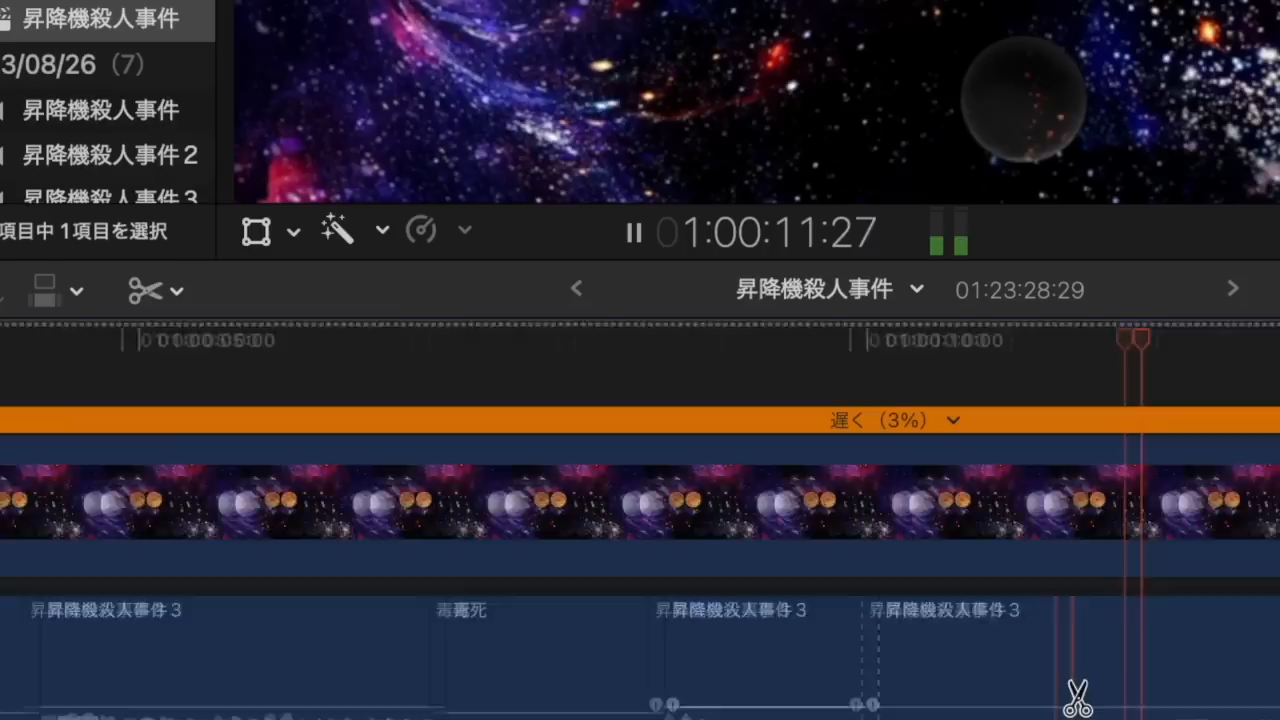 昇降機殺人事件
3/08/26 (7)
昇降機殺人事件
昇降機殺人事件 2
昇降機殺人事件 3
項目中 1項目を選択
01:00:11:27
昇降機殺人事件
01:23:28:29
遅く (3%)
昇降機殺人事件 3
毒死
昇降機殺人事件 3
昇降機殺人事件 3